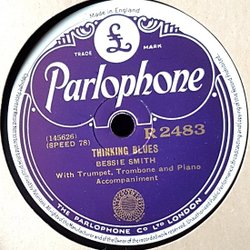 Made in England
£
TRADE MARK
Parlophone
(145626)
(SPEED 78)
R 2483
THINKING BLUES
BESSIE SMITH
With Trumpet, Trombone and Piano
Accompaniment
THE PARLOPHONE Co LTD·LONDON